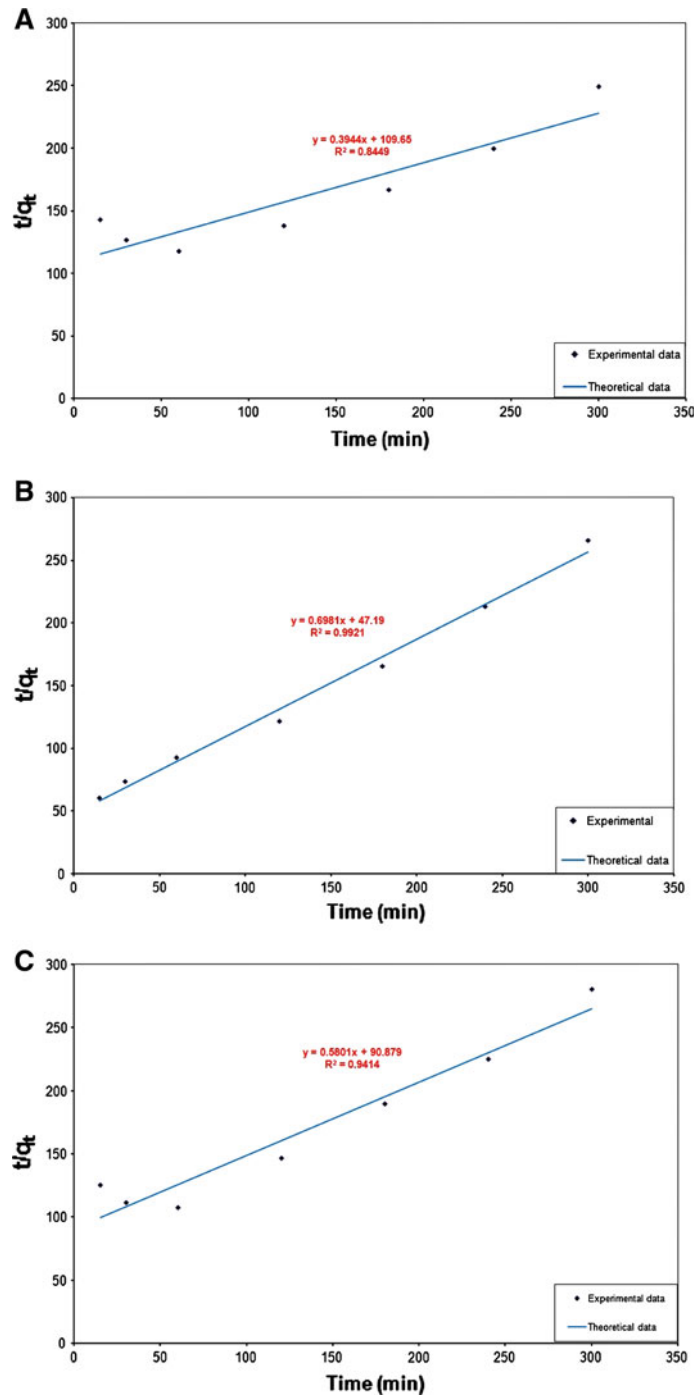 A
300
250
200
150
100
50
0
t/qt
y = 0.3944x + 109.65
R² = 0.8449
Experimental data
Theoretical data
0 50 100 150 200 250 300 350
Time (min)
B
300
250
200
150
100
50
0
t/qt
y = 0.6981x + 47.19
R² = 0.9921
Experimental
Theoretical data
0 50 100 150 200 250 300 350
Time (min)
C
300
250
200
150
100
50
0
t/qt
y = 0.5801x + 90.879
R² = 0.9414
Experimental data
Theoretical data
0 50 100 150 200 250 300 350
Time (min)